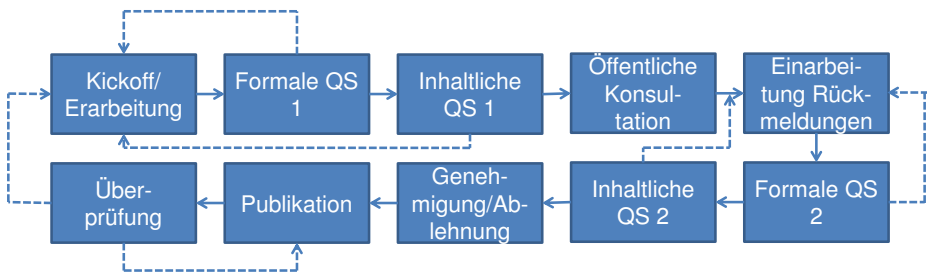 Kickoff/
Erarbeitung
Formale QS
1
Inhaltliche
QS 1
Öffentliche
Konsul-
tation
Einarbei-
tung Rück-
meldungen
Über-
prüfung
Publikation
Geneh-
migung/Ab-
lehnung
Inhaltliche
QS 2
Formale QS
2